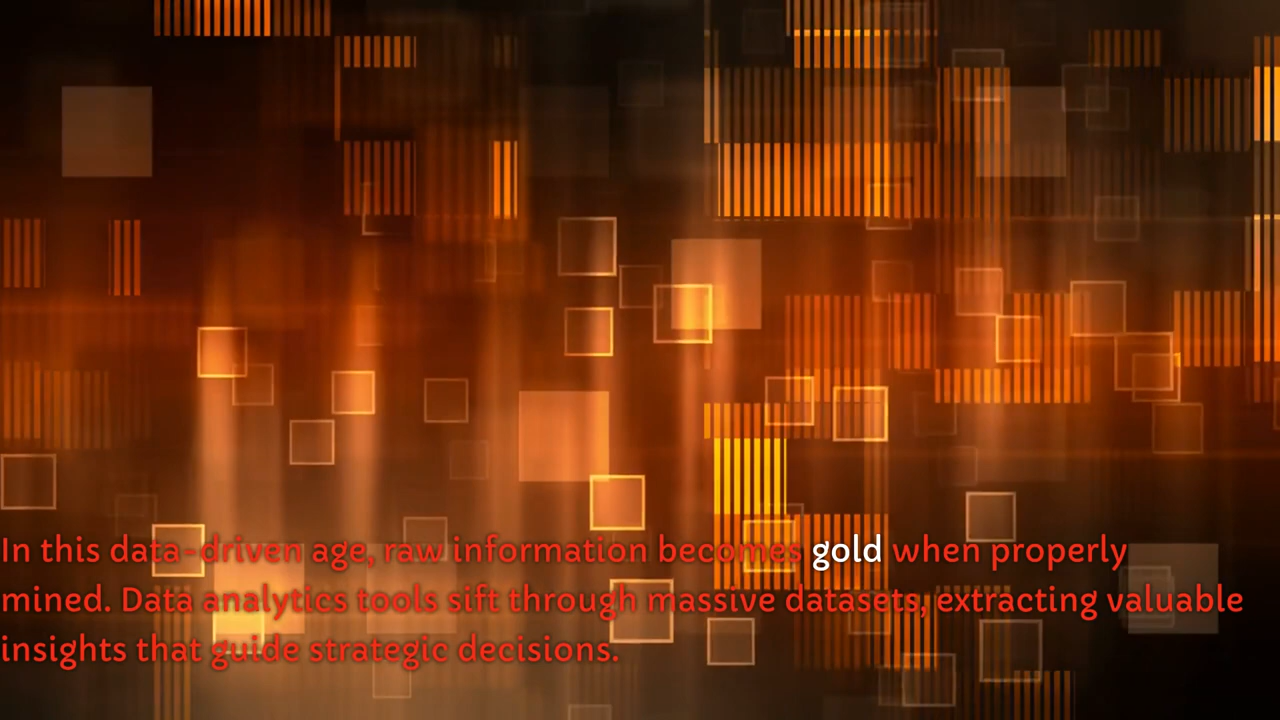 In this data-driven age, raw information becomes gold when properly
mined. Data analytics tools sift through massive datasets, extracting valuable
insights that guide strategic decisions.